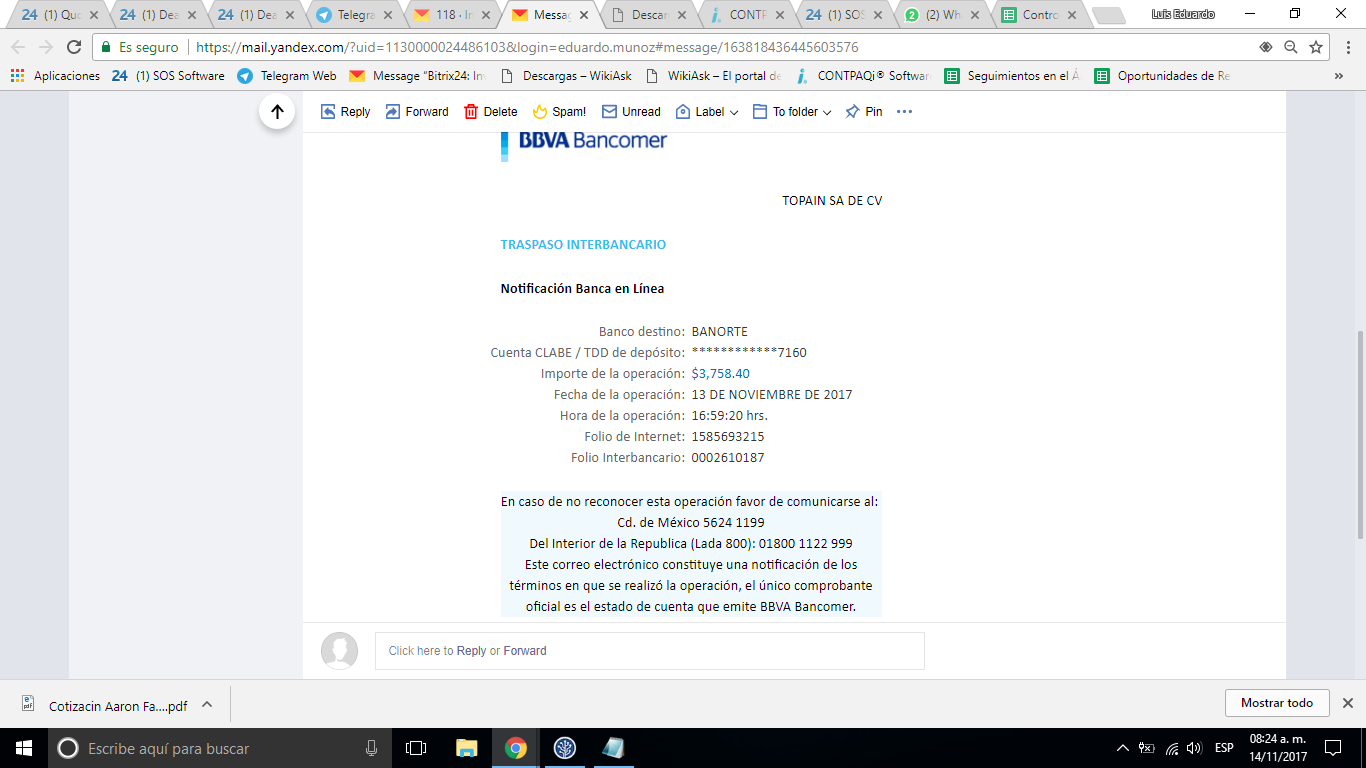 24 (1) Quo
24 (1) Dea
24 (1) Dea
Telegra
118 · In
Messag
Descar
CONTP
24 (1) SOS
(2) Wh
Contro
Luis Eduardo
Es seguro | https://mail.yandex.com/?uid=1130000024486103&login=eduardo.munoz#message/163818436445603576
Aplicaciones 24 (1) SOS Software Telegram Web Message "Bitrix24: In Descargas – WikiAsk WikiAsk – El portal de CONTPAQi® Softwar Seguimientos en el Á Oportunidades de Re »
Reply Forward Delete Spam! Unread Label To folder Pin
BBVA Bancomer
TOPAIN SA DE CV
TRASPASO INTERBANCARIO
Notificación Banca en Línea
Banco destino: BANORTE
Cuenta CLABE / TDD de depósito: ************7160
Importe de la operación: $3,758.40
Fecha de la operación: 13 DE NOVIEMBRE DE 2017
Hora de la operación: 16:59:20 hrs.
Folio de Internet: 1585693215
Folio Interbancario: 0002610187
En caso de no reconocer esta operación favor de comunicarse al:
Cd. de México 5624 1199
Del Interior de la Republica (Lada 800): 01800 1122 999
Este correo electrónico constituye una notificación de los
términos en que se realizó la operación, el único comprobante
oficial es el estado de cuenta que emite BBVA Bancomer.
Click here to Reply or Forward
Cotizacin Aaron Fa....pdf
Mostrar todo
Escribe aquí para buscar
ESP
08:24 a. m.
14/11/2017